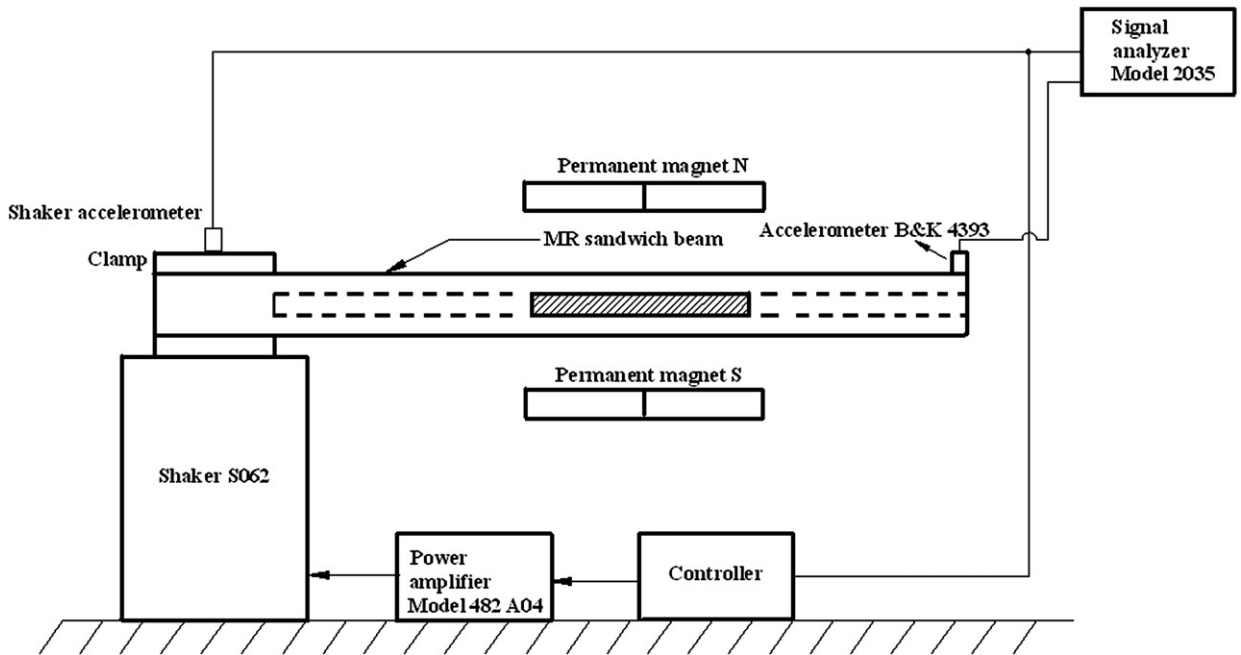 Signal
analyzer
Model 2035
Permanent magnet N
Shaker accelerometer
MR sandwich beam
Accelerometer B&K 4393
Clamp
Permanent magnet S
Shaker S062
Power
amplifier
Model 482 A04
Controller